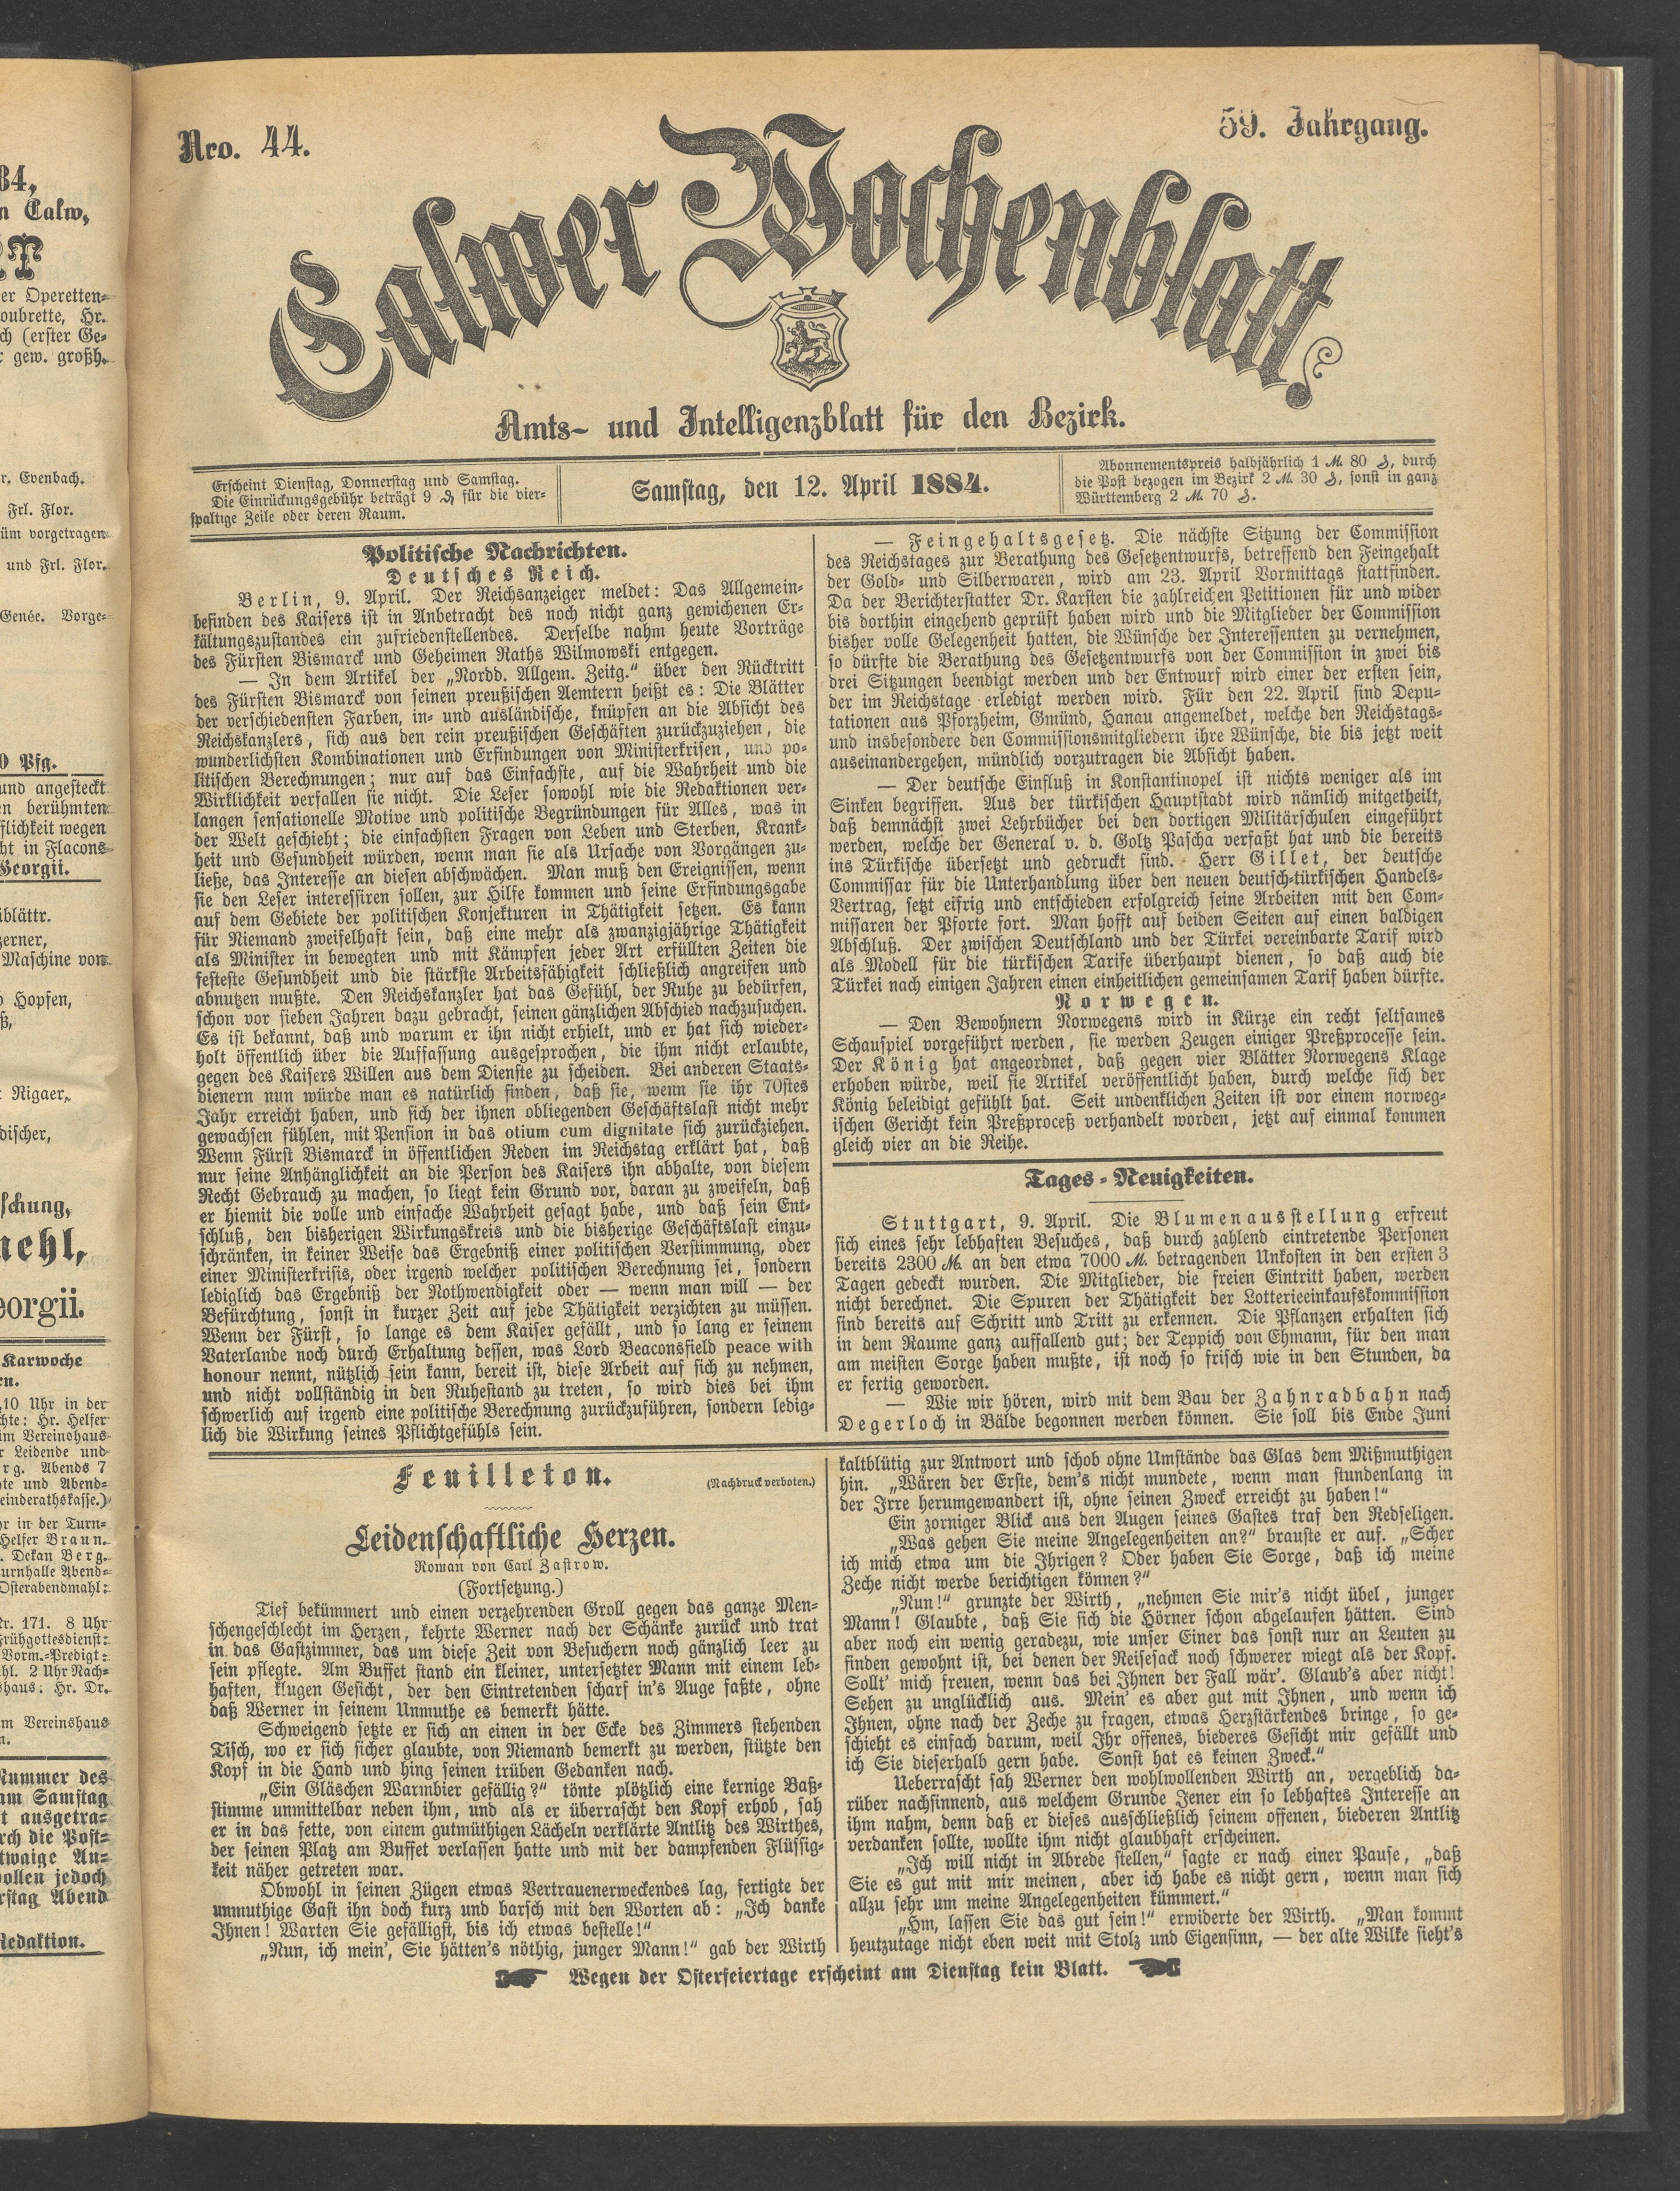 Nro. 44.
59. Jahrgang.
Calwer Wochenblatt
Amts- und Intelligenzblatt für den Bezirk.
Erscheint Dienstag, Donnerstag und Samstag.
Die Einrückungsgebühr beträgt 9 ₰ für die vier-
spaltige Zeile oder deren Raum.
Samstag, den 12. April 1884.
Abonnementspreis halbjährlich 1 ℳ 80 ₰, durch
die Post bezogen im Bezirk 2 ℳ 30 ₰, sonst in ganz
Württemberg 2 ℳ 70 ₰.
Politische Nachrichten.
Deutsches Reich.
Berlin, 9. April. Der Reichsanzeiger meldet: Das Allgemein-
befinden des Kaisers ist in Anbetracht des noch nicht ganz gewichenen Er-
kältungszustandes ein zufriedenstellendes. Derselbe nahm heute Vorträge
des Fürsten Bismarck und Geheimen Raths Wilmowski entgegen.
— In dem Artikel der „Nordd. Allgem. Zeitg.“ über den Rücktritt
des Fürsten Bismarck von seinen preußischen Aemtern heißt es: Die Blätter
der verschiedensten Farben, in- und ausländische, knüpfen an die Absicht des
Reichskanzlers, sich aus den rein preußischen Geschäften zurückzuziehen, die
wunderlichsten Kombinationen und Erfindungen von Ministerkrisen, und po-
litischen Berechnungen; nur auf das Einfachste, auf die Wahrheit und die
Wirklichkeit verfallen sie nicht. Die Leser sowohl wie die Redaktionen ver-
langen sensationelle Motive und politische Begründungen für Alles, was in
der Welt geschieht; die einfachsten Fragen von Leben und Sterben, Krank-
heit und Gesundheit würden, wenn man sie als Ursache von Vorgängen zu-
ließe, das Interesse an diesen abschwächen. Man muß den Ereignissen, wenn
sie den Leser interessiren sollen, zur Hilfe kommen und seine Erfindungsgabe
auf dem Gebiete der politischen Konjekturen in Thätigkeit setzen. Es kann
für Niemand zweifelhaft sein, daß eine mehr als zwanzigjährige Thätigkeit
als Minister in bewegten und mit Kämpfen jeder Art erfüllten Zeiten die
festeste Gesundheit und die stärkste Arbeitsfähigkeit schließlich angreifen und
abnutzen mußte. Den Reichskanzler hat das Gefühl, der Ruhe zu bedürfen,
schon vor sieben Jahren dazu gebracht, seinen gänzlichen Abschied nachzusuchen.
Es ist bekannt, daß und warum er ihn nicht erhielt, und er hat sich wieder-
holt öffentlich über die Auffassung ausgesprochen, die ihm nicht erlaubte,
gegen des Kaisers Willen aus dem Dienste zu scheiden. Bei anderen Staats-
dienern nun würde man es natürlich finden, daß sie, wenn sie ihr 70stes
Jahr erreicht haben, und sich der ihnen obliegenden Geschäftslast nicht mehr
gewachsen fühlen, mit Pension in das otium cum dignitate sich zurückziehen.
Wenn Fürst Bismarck in öffentlichen Reden im Reichstag erklärt hat, daß
nur seine Anhänglichkeit an die Person des Kaisers ihn abhalte, von diesem
Recht Gebrauch zu machen, so liegt kein Grund vor, daran zu zweifeln, daß
er hiemit die volle und einfache Wahrheit gesagt habe, und daß sein Ent-
schluß, den bisherigen Wirkungskreis und die bisherige Geschäftslast einzu-
schränken, in keiner Weise das Ergebniß einer politischen Verstimmung, oder
einer Ministerkrisis, oder irgend welcher politischen Berechnung sei, sondern
lediglich das Ergebniß der Nothwendigkeit oder — wenn man will — der
Befürchtung, sonst in kurzer Zeit auf jede Thätigkeit verzichten zu müssen.
Wenn der Fürst, so lange es dem Kaiser gefällt, und so lang er seinem
Vaterlande noch durch Erhaltung dessen, was Lord Beaconsfield peace with
honour nennt, nützlich sein kann, bereit ist, diese Arbeit auf sich zu nehmen,
und nicht vollständig in den Ruhestand zu treten, so wird dies bei ihm
schwerlich auf irgend eine politische Berechnung zurückzuführen, sondern ledig-
lich die Wirkung seines Pflichtgefühls sein.
— Feingehaltsgesetz. Die nächste Sitzung der Commission
des Reichstages zur Berathung des Gesetzentwurfs, betreffend den Feingehalt
der Gold- und Silberwaren, wird am 23. April Vormittags stattfinden.
Da der Berichterstatter Dr. Karsten die zahlreichen Petitionen für und wider
bis dorthin eingehend geprüft haben wird und die Mitglieder der Commission
bisher volle Gelegenheit hatten, die Wünsche der Interessenten zu vernehmen,
so dürfte die Berathung des Gesetzentwurfs von der Commission in zwei bis
drei Sitzungen beendigt werden und der Entwurf wird einer der ersten sein,
der im Reichstage erledigt werden wird. Für den 22. April sind Depu-
tationen aus Pforzheim, Gmünd, Hanau angemeldet, welche den Reichstags-
und insbesondere den Commissionsmitgliedern ihre Wünsche, die bis jetzt weit
auseinandergehen, mündlich vorzutragen die Absicht haben.
— Der deutsche Einfluß in Konstantinopel ist nichts weniger als im
Sinken begriffen. Aus der türkischen Hauptstadt wird nämlich mitgetheilt,
daß demnächst zwei Lehrbücher bei den dortigen Militärschulen eingeführt
werden, welche der General v. d. Goltz Pascha verfaßt hat und die bereits
ins Türkische übersetzt und gedruckt sind. Herr Gillet, der deutsche
Commissar für die Unterhandlung über den neuen deutsch-türkischen Handels-
Vertrag, setzt eifrig und entschieden erfolgreich seine Arbeiten mit den Com-
missaren der Pforte fort. Man hofft auf beiden Seiten auf einen baldigen
Abschluß. Der zwischen Deutschland und der Türkei vereinbarte Tarif wird
als Modell für die türkischen Tarife überhaupt dienen, so daß auch die
Türkei nach einigen Jahren einen einheitlichen gemeinsamen Tarif haben dürfte.
Norwegen.
— Den Bewohnern Norwegens wird in Kürze ein recht seltsames
Schauspiel vorgeführt werden, sie werden Zeugen einiger Preßprocesse sein.
Der König hat angeordnet, daß gegen vier Blätter Norwegens Klage
erhoben würde, weil sie Artikel veröffentlicht haben, durch welche sich der
König beleidigt gefühlt hat. Seit undenklichen Zeiten ist vor einem norweg-
ischen Gericht kein Preßproceß verhandelt worden, jetzt auf einmal kommen
gleich vier an die Reihe.
Tages-Neuigkeiten.
Stuttgart, 9. April. Die Blumenausstellung erfreut
sich eines sehr lebhaften Besuches, daß durch zahlend eintretende Personen
bereits 2300 ℳ an den etwa 7000 ℳ betragenden Unkosten in den ersten 3
Tagen gedeckt wurden. Die Mitglieder, die freien Eintritt haben, werden
nicht berechnet. Die Spuren der Thätigkeit der Lotterieeinkaufskommission
sind bereits auf Schritt und Tritt zu erkennen. Die Pflanzen erhalten sich
in dem Raume ganz auffallend gut; der Teppich von Ehmann, für den man
am meisten Sorge haben mußte, ist noch so frisch wie in den Stunden, da
er fertig geworden.
— Wie wir hören, wird mit dem Bau der Zahnradbahn nach
Degerloch in Bälde begonnen werden können. Sie soll bis Ende Juni
Feuilleton.
(Nachdruck verboten.)
Leidenschaftliche Herzen.
Roman von Carl Zastrow.
(Fortsetzung.)
Tief bekümmert und einen verzehrenden Groll gegen das ganze Men-
schengeschlecht im Herzen, kehrte Werner nach der Schänke zurück und trat
in das Gastzimmer, das um diese Zeit von Besuchern noch gänzlich leer zu
sein pflegte. Am Buffet stand ein kleiner, untersetzter Mann mit einem leb-
haften, klugen Gesicht, der den Eintretenden scharf in's Auge faßte, ohne
daß Werner in seinem Unmuthe es bemerkt hätte.
Schweigend setzte er sich an einen in der Ecke des Zimmers stehenden
Tisch, wo er sich sicher glaubte, von Niemand bemerkt zu werden, stützte den
Kopf in die Hand und hing seinen trüben Gedanken nach.
„Ein Gläschen Warmbier gefällig?“ tönte plötzlich eine kernige Baß-
stimme unmittelbar neben ihm, und als er überrascht den Kopf erhob, sah
er in das fette, von einem gutmüthigen Lächeln verklärte Antlitz des Wirthes,
der seinen Platz am Buffet verlassen hatte und mit der dampfenden Flüssig-
keit näher getreten war.
Obwohl in seinen Zügen etwas Vertrauenerweckendes lag, fertigte der
unmuthige Gast ihn doch kurz und barsch mit den Worten ab: „Ich danke
Ihnen! Warten Sie gefälligst, bis ich etwas bestelle!“
„Nun, ich mein', Sie hätten's nöthig, junger Mann!“ gab der Wirth
kaltblütig zur Antwort und schob ohne Umstände das Glas dem Mißmuthigen
hin. „Wären der Erste, dem's nicht mundete, wenn man stundenlang in
der Irre herumgewandert ist, ohne seinen Zweck erreicht zu haben!“
Ein zorniger Blick aus den Augen seines Gastes traf den Redseligen.
„Was gehen Sie meine Angelegenheiten an?“ brauste er auf. „Scher
ich mich etwa um die Ihrigen? Oder haben Sie Sorge, daß ich meine
Zeche nicht werde berichtigen können?“
„Nun!“ grunzte der Wirth, „nehmen Sie mir's nicht übel, junger
Mann! Glaubte, daß Sie sich die Hörner schon abgelaufen hätten. Sind
aber noch ein wenig geradezu, wie unser Einer das sonst nur an Leuten zu
finden gewohnt ist, bei denen der Reisesack noch schwerer wiegt als der Kopf.
Sollt' mich freuen, wenn das bei Ihnen der Fall wär'. Glaub's aber nicht!
Sehen zu unglücklich aus. Mein' es aber gut mit Ihnen, und wenn ich
Ihnen, ohne nach der Zeche zu fragen, etwas Herzstärkendes bringe, so ge-
schieht es einfach darum, weil Ihr offenes, biederes Gesicht mir gefällt und
ich Sie dieserhalb gern habe. Sonst hat es keinen Zweck.“
Ueberrascht sah Werner den wohlwollenden Wirth an, vergeblich da-
rüber nachsinnend, aus welchem Grunde Jener ein so lebhaftes Interesse an
ihm nahm, denn daß er dieses ausschließlich seinem offenen, biederen Antlitz
verdanken sollte, wollte ihm nicht glaubhaft erscheinen.
„Ich will nicht in Abrede stellen,“ sagte er nach einer Pause, „daß
Sie es gut mit mir meinen, aber ich habe es nicht gern, wenn man sich
allzu sehr um meine Angelegenheiten kümmert.“
„Hm, lassen Sie das gut sein!“ erwiderte der Wirth. „Man kommt
heutzutage nicht eben weit mit Stolz und Eigensinn, — der alte Wilke sieht's
Wegen der Osterfeiertage erscheint am Dienstag kein Blatt.